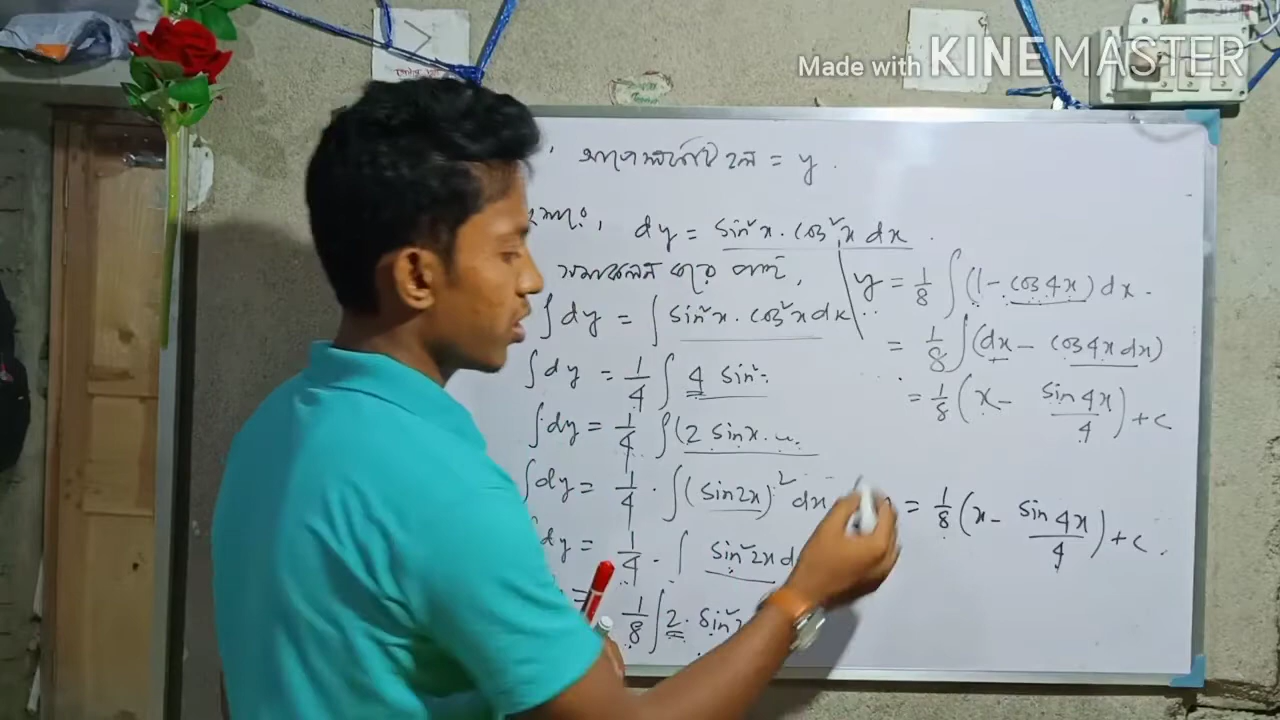 Made with KINEMASTER
= y .
dy = sin²x . cos²x dx .
∫dy = ∫ sin²x . cos²x dx
∫dy = 1/4 ∫ 4 sin²
∫dy = 1/4 ∫(2 sinx .
∫dy = 1/4 . ∫(sin2x)² dx
dy = 1/4 . ∫ sin²2x d
= 1/8 ∫ 2 . sin²
y = 1/8 ∫(1 - cos4x) dx .
= 1/8 ∫(dx - cos4x dx)
= 1/8 (x - sin4x/4) + c
= 1/8 (x - sin4x/4) + c .